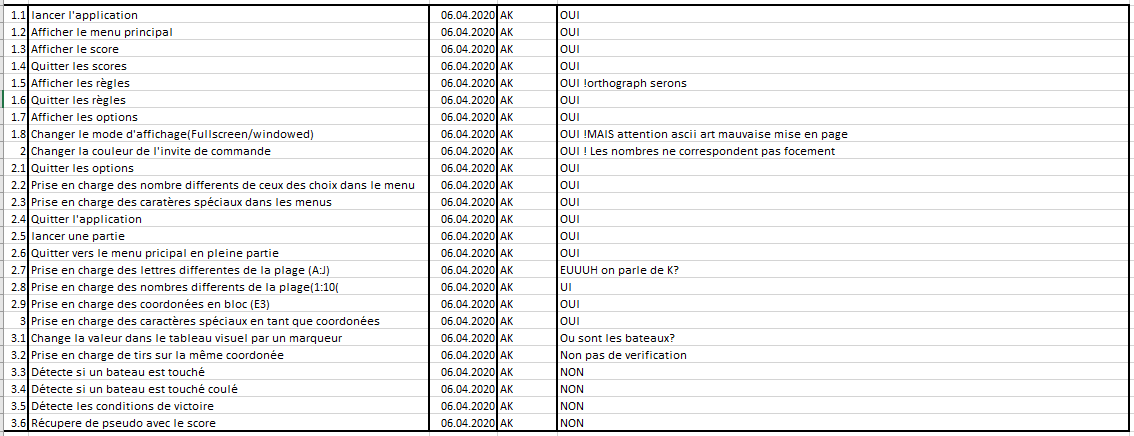 1.1 lancer l'application 06.04.2020 AK OUI
1.2 Afficher le menu principal 06.04.2020 AK OUI
1.3 Afficher le score 06.04.2020 AK OUI
1.4 Quitter les scores 06.04.2020 AK OUI
1.5 Afficher les règles 06.04.2020 AK OUI !orthograph serons
1.6 Quitter les règles 06.04.2020 AK OUI
1.7 Afficher les options 06.04.2020 AK OUI
1.8 Changer le mode d'affichage(Fullscreen/windowed) 06.04.2020 AK OUI !MAIS attention ascii art mauvaise mise en page
2 Changer la couleur de l'invite de commande 06.04.2020 AK OUI ! Les nombres ne correspondent pas focement
2.1 Quitter les options 06.04.2020 AK OUI
2.2 Prise en charge des nombre differents de ceux des choix dans le menu 06.04.2020 AK OUI
2.3 Prise en charge des caratères spéciaux dans les menus 06.04.2020 AK OUI
2.4 Quitter l'application 06.04.2020 AK OUI
2.5 lancer une partie 06.04.2020 AK OUI
2.6 Quitter vers le menu pricipal en pleine partie 06.04.2020 AK OUI
2.7 Prise en charge des lettres differentes de la plage (A:J) 06.04.2020 AK EUUUH on parle de K?
2.8 Prise en charge des nombres differents de la plage(1:10( 06.04.2020 AK UI
2.9 Prise en charge des coordonées en bloc (E3) 06.04.2020 AK OUI
3 Prise en charge des caractères spéciaux en tant que coordonées 06.04.2020 AK OUI
3.1 Change la valeur dans le tableau visuel par un marqueur 06.04.2020 AK Ou sont les bateaux?
3.2 Prise en charge de tirs sur la même coordonée 06.04.2020 AK Non pas de verification
3.3 Détecte si un bateau est touché 06.04.2020 AK NON
3.4 Détecte si un bateau est touché coulé 06.04.2020 AK NON
3.5 Détecte les conditions de victoire 06.04.2020 AK NON
3.6 Récupere de pseudo avec le score 06.04.2020 AK NON